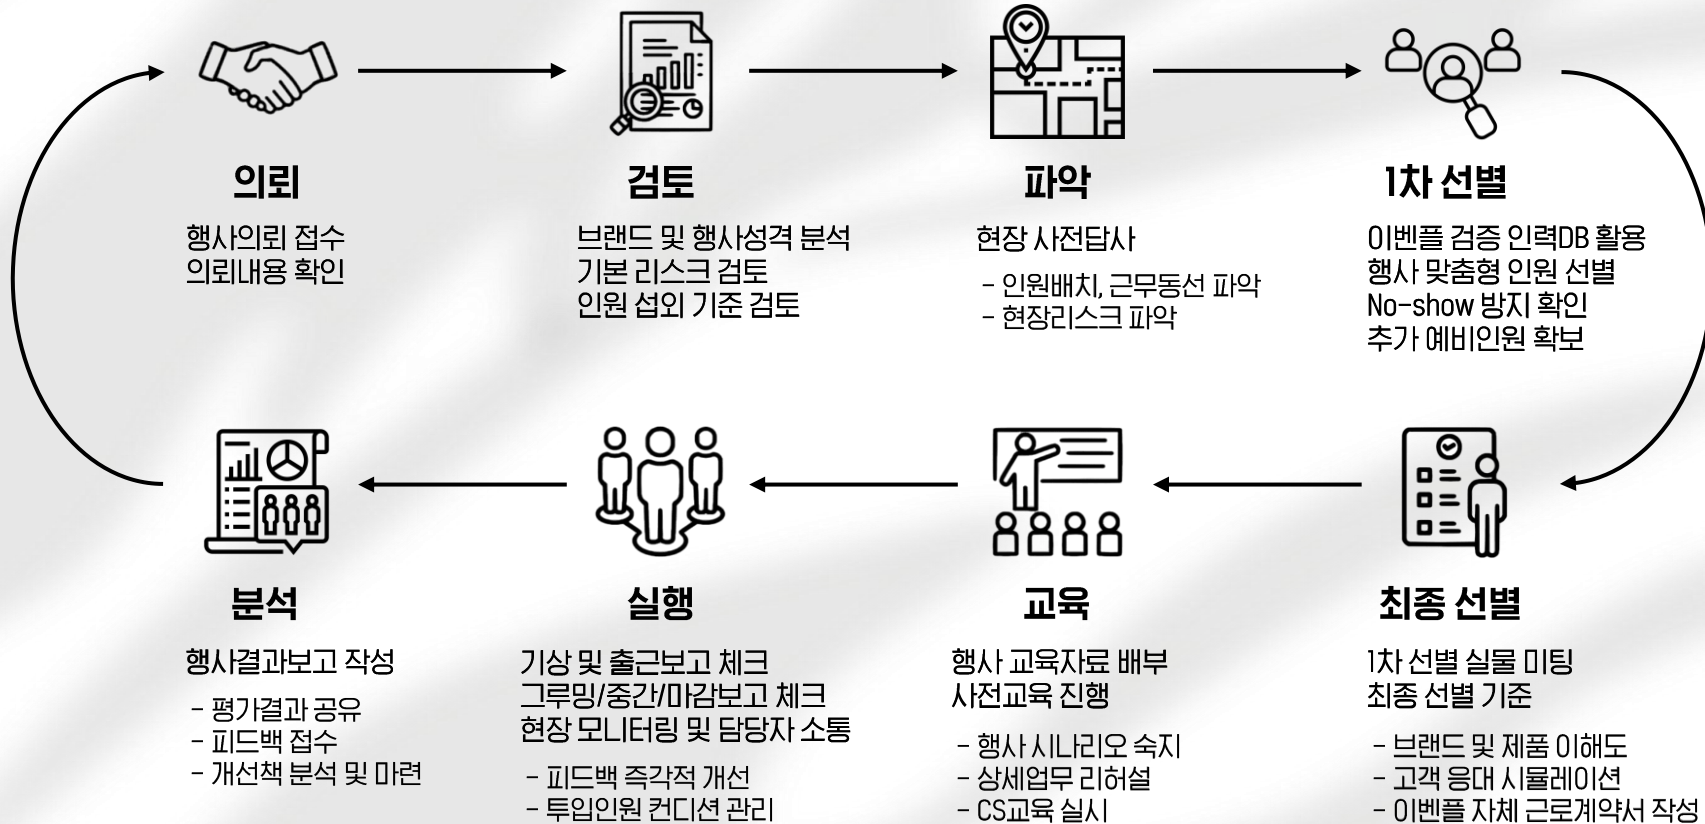 의뢰
행사의뢰 접수
의뢰내용 확인
검토
브랜드 및 행사성격 분석
기본 리스크 검토
인원 섭외 기준 검토
파악
현장 사전답사
- 인원배치, 근무동선 파악
- 현장리스크 파악
1차 선별
이벤플 검증 인력DB 활용
행사 맞춤형 인원 선별
No-show 방지 확인
추가 예비인원 확보
최종 선별
1차 선별 실물 미팅
최종 선별 기준
- 브랜드 및 제품 이해도
- 고객 응대 시뮬레이션
- 이벤플 자체 근로계약서 작성
교육
행사 교육자료 배부
사전교육 진행
- 행사 시나리오 숙지
- 상세업무 리허설
- CS교육 실시
실행
기상 및 출근보고 체크
그루밍/중간/마감보고 체크
현장 모니터링 및 담당자 소통
- 피드백 즉각적 개선
- 투입인원 컨디션 관리
분석
행사결과보고 작성
- 평가결과 공유
- 피드백 접수
- 개선책 분석 및 마련